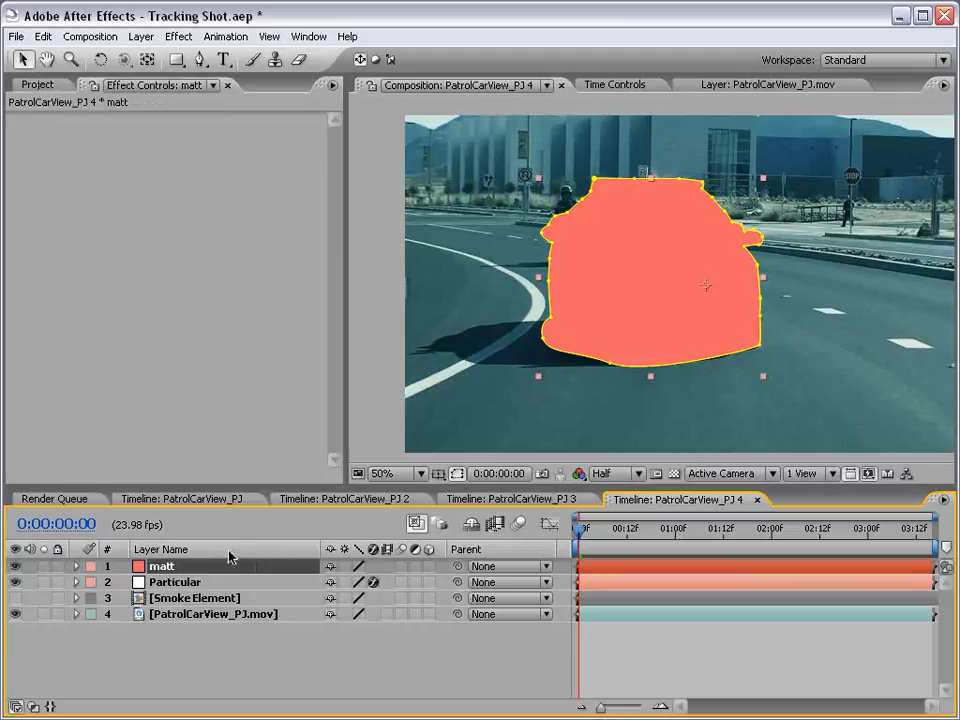 Adobe After Effects - Tracking Shot.aep *
File Edit Composition Layer Effect Animation View Window Help
T Workspace: Standard
Project Effect Controls: matt Composition: PatrolCarView_PJ 4 Time Controls Layer: PatrolCarView_PJ.mov
PatrolCarView_PJ 4 * matt
STOP
50% 0:00:00:00 Half Active Camera 1 View
Render Queue Timeline: PatrolCarView_PJ Timeline: PatrolCarView_PJ 2 Timeline: PatrolCarView_PJ 3 Timeline: PatrolCarView_PJ 4
0:00:00:00 (23.98 fps) 00:12f 01:00f 01:12f 02:00f 02:12f 03:00f 03:12f
# Layer Name Parent
1 matt None
2 Particular None
3 [Smoke Element] None
4 [PatrolCarView_PJ.mov] None